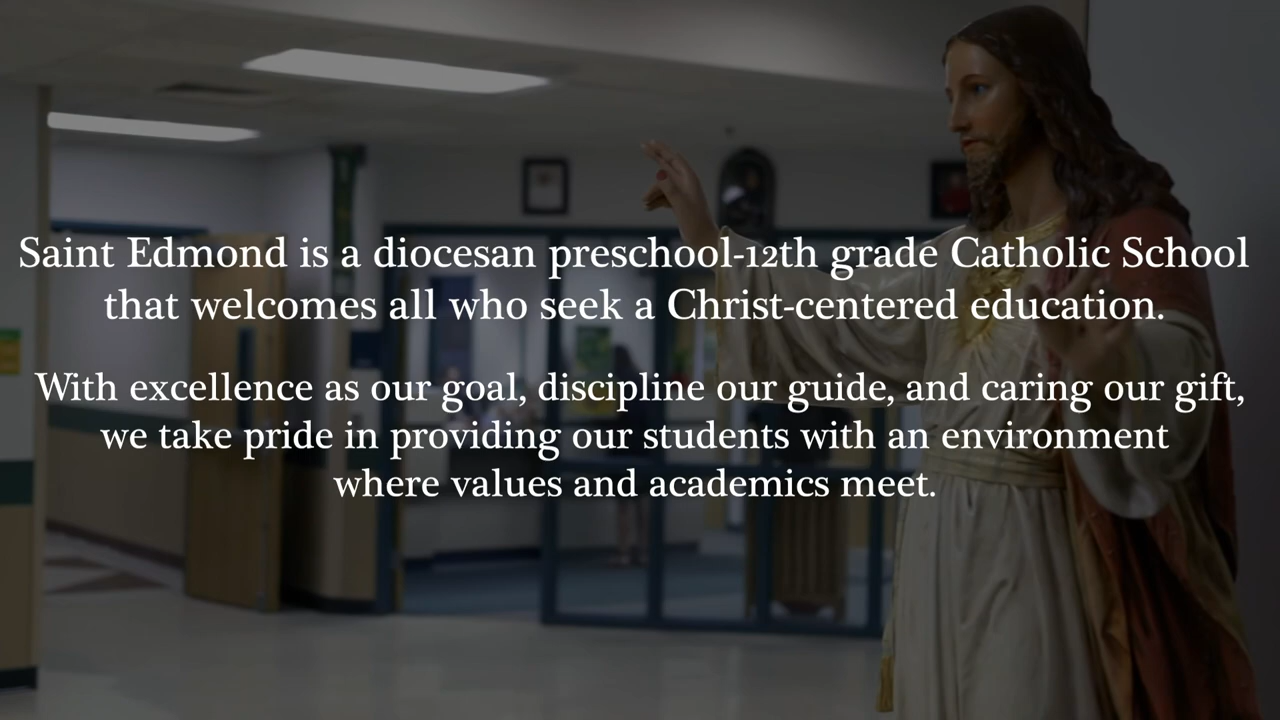 Saint Edmond is a diocesan preschool-12th grade Catholic School
that welcomes all who seek a Christ-centered education.
With excellence as our goal, discipline our guide, and caring our gift,
we take pride in providing our students with an environment
where values and academics meet.